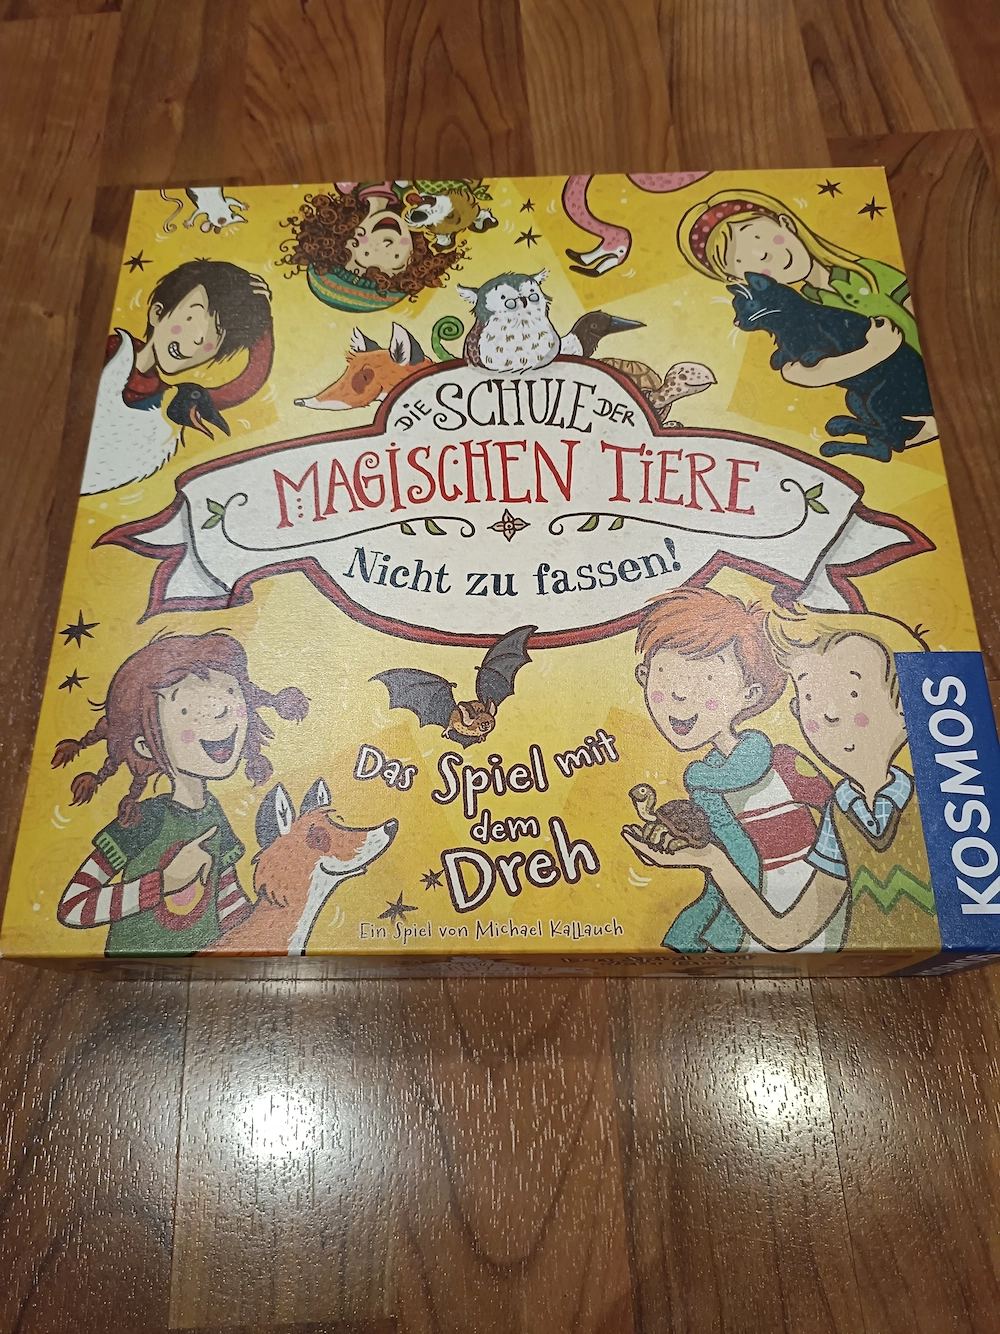 DIE SCHULE DER
MAGISCHEN TIERE
Nicht zu fassen!
Das Spiel mit
dem
Dreh
Ein Spiel von Michael Kallauch
KOSMOS